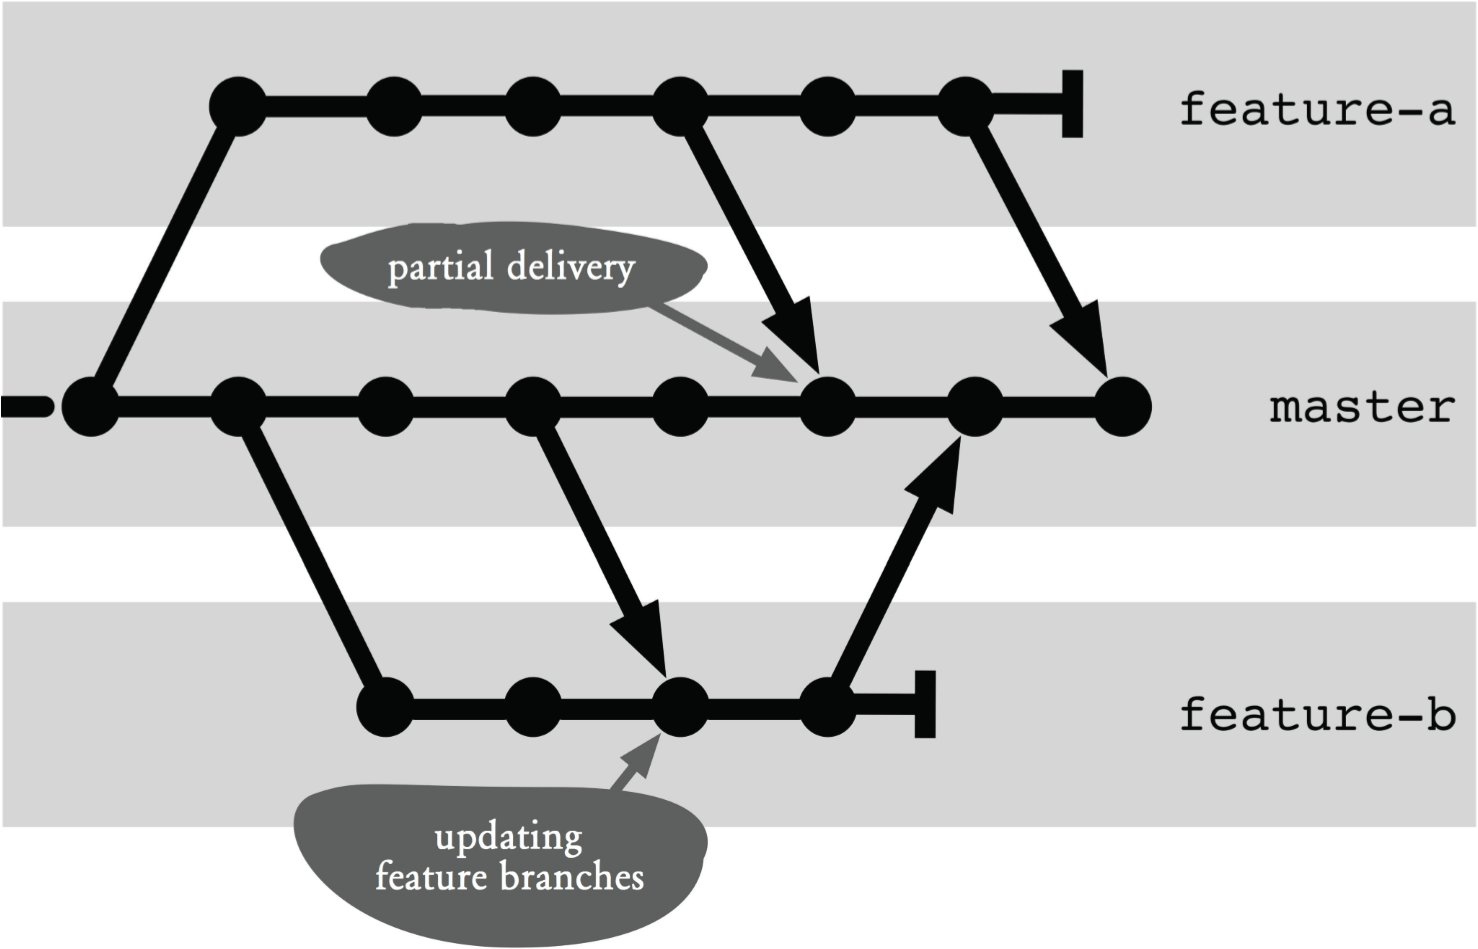 feature-a
partial delivery
master
feature-b
updating
feature branches